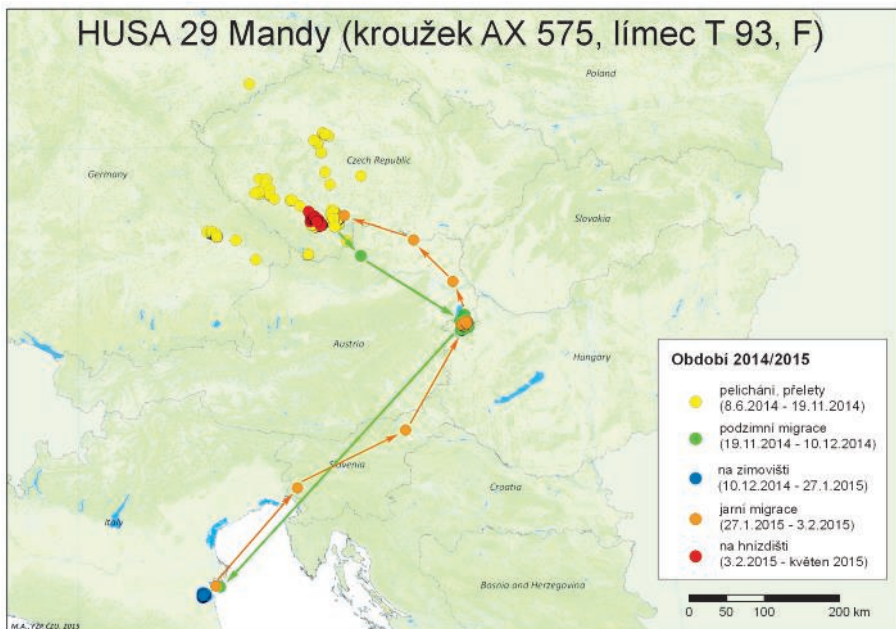 HUSA 29 Mandy (kroužek AX 575, límec T 93, F)
Poland
Czech Republic
Germany
Slovakia
Austria
Hungary
Slovenia
Croatia
Italy
Bosnia and Herzegovina
Období 2014/2015
pelichání, přelety
(8.6.2014 - 19.11.2014)
podzimní migrace
(19.11.2014 - 10.12.2014)
na zimovišti
(10.12.2014 - 27.1.2015)
jarní migrace
(27.1.2015 - 3.2.2015)
na hnízdišti
(3.2.2015 - květen 2015)
0 50 100 200 km
M.A., FŽP ČZU, 2015